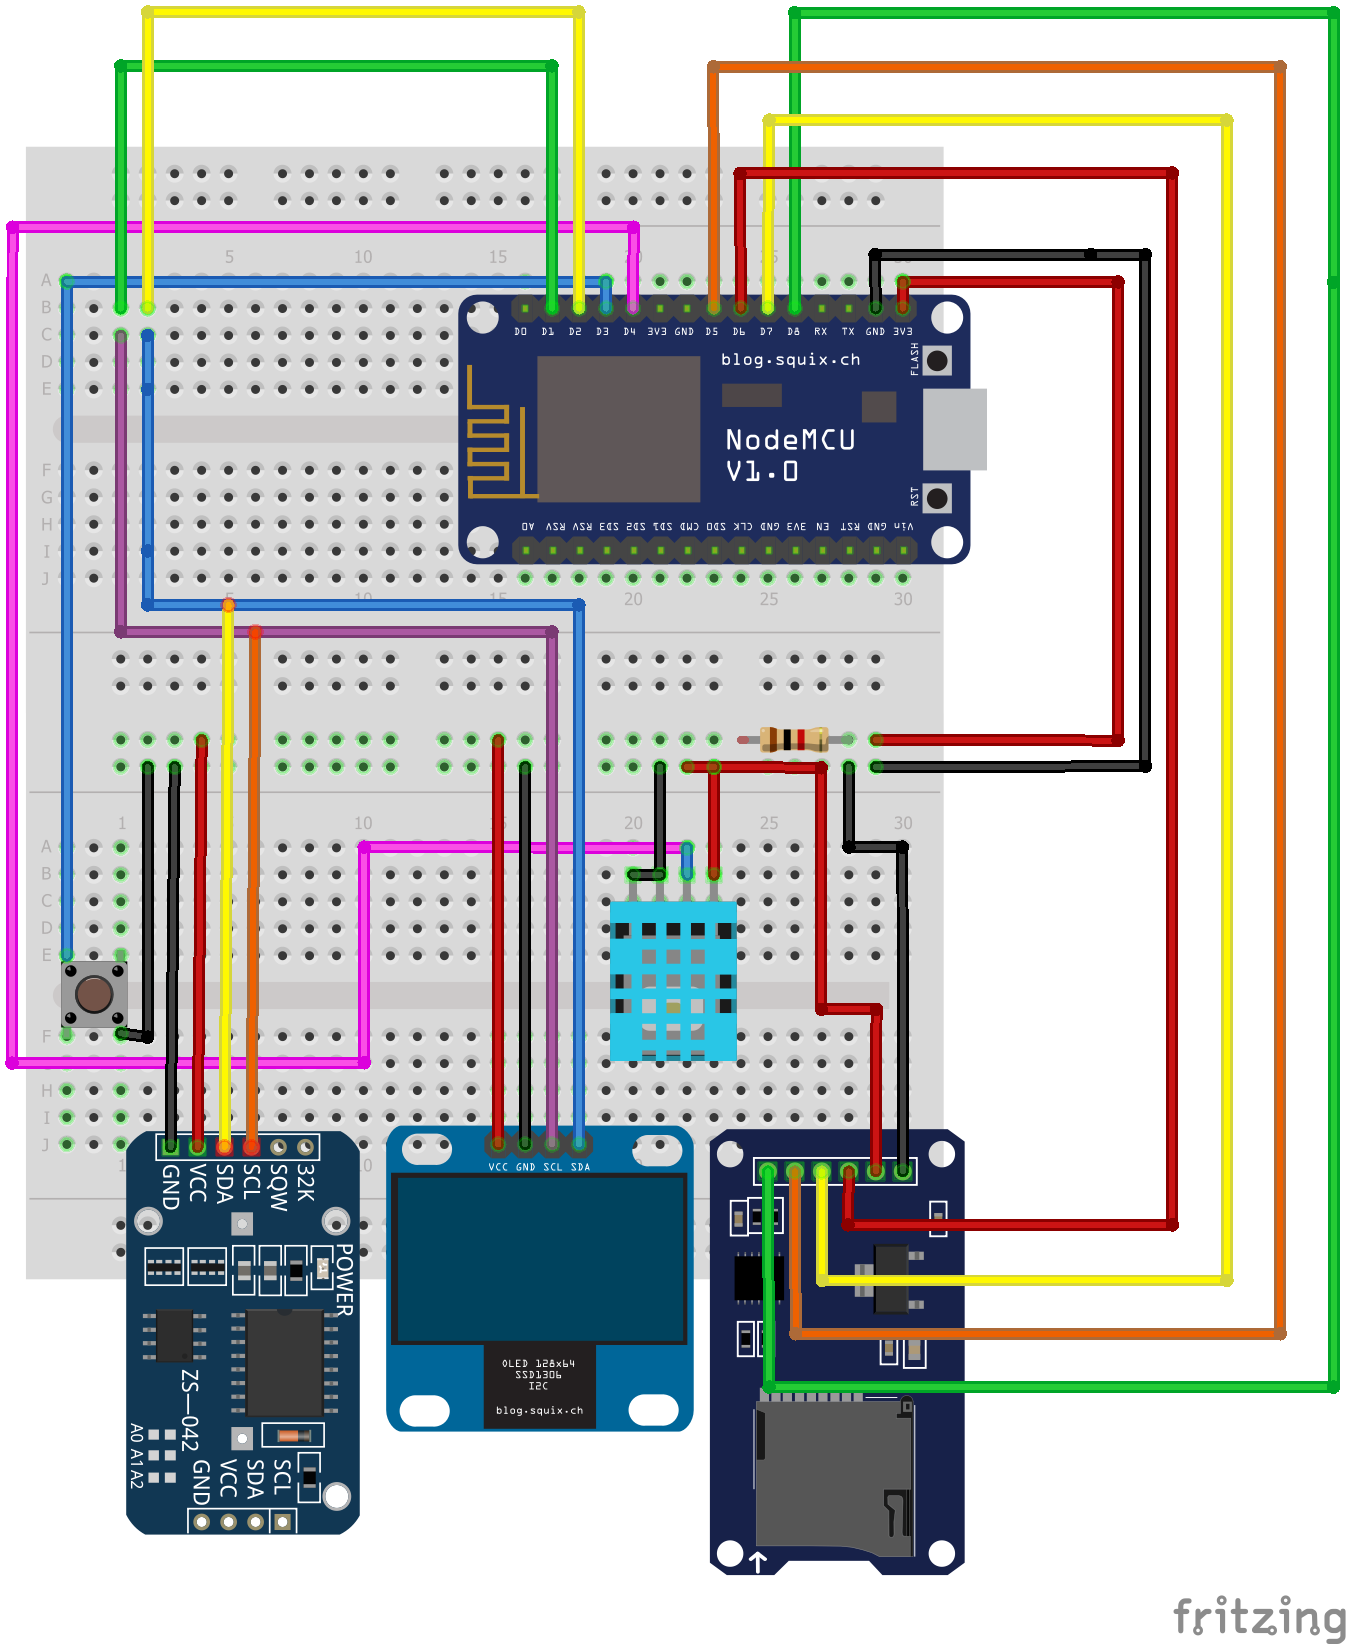 5 10 15 20 25 30
A
B
C
D
E
D0 D1 D2 D3 D4 3V3 GND D5 D6 D7 D8 RX TX GND 3V3
FLASH
blog.squix.ch
NodeMCU
V1.0
RST
A0 RSV RSV SD3 SD2 SD1 CMD SD0 CLK GND 3V3 EN RST GND Vin
F
G
H
I
J
5 10 15 20 25 30
1 10 15 20 25 30
A
B
C
D
E
F
H
I
J
GND VCC SDA SCL SQW 32K
POWER
ZS-042
A0 A1 A2
GND VCC SDA SCL
VCC GND SCL SDA
OLED 128x64
SSD1306
I2C
blog.squix.ch
fritzing